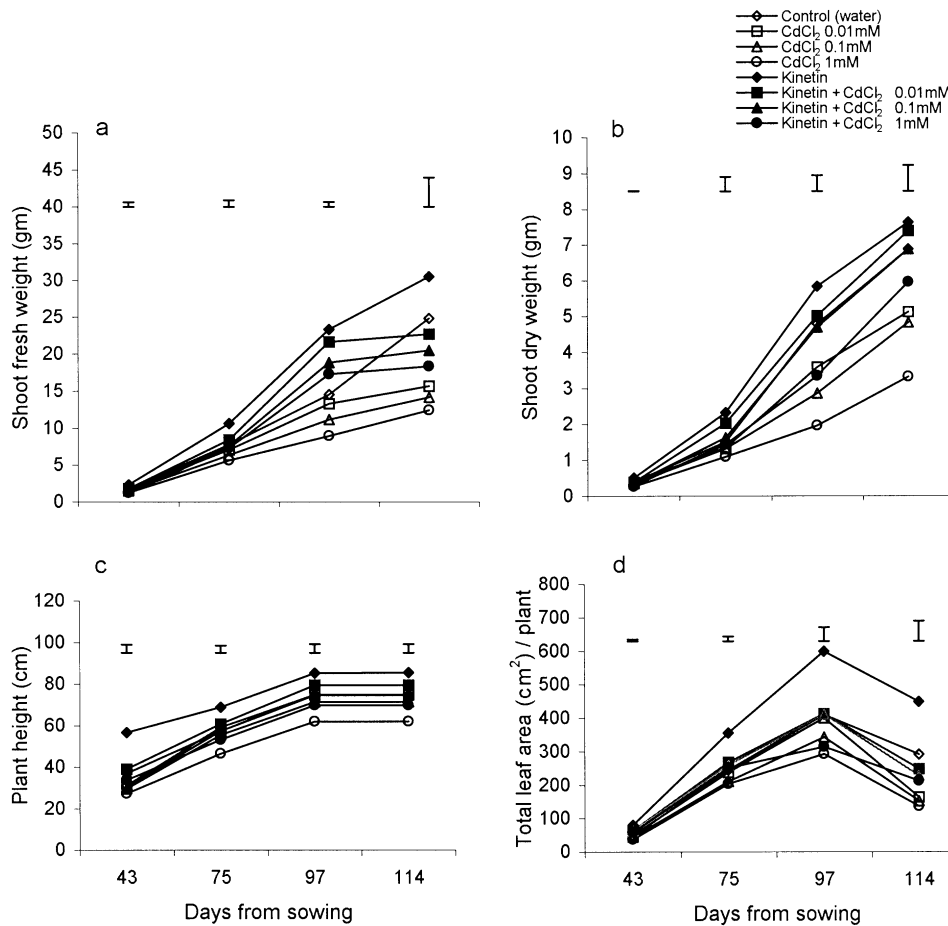 Control (water)
CdCl2 0.01mM
CdCl2 0.1mM
CdCl2 1mM
Kinetin
Kinetin + CdCl2 0.01mM
Kinetin + CdCl2 0.1mM
Kinetin + CdCl2 1mM
a
50
45
40
35
30
25
20
15
10
5
0
Shoot fresh weight (gm)
b
10
9
8
7
6
5
4
3
2
1
0
Shoot dry weight (gm)
c
120
100
80
60
40
20
0
Plant height (cm)
43 75 97 114
Days from sowing
d
800
700
600
500
400
300
200
100
0
Total leaf area (cm²) / plant
43 75 97 114
Days from sowing